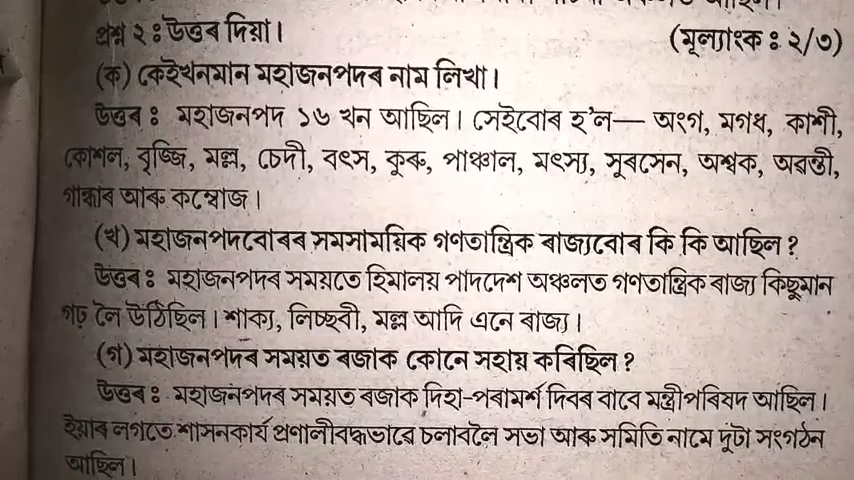 প্ৰশ্ন ২ : উত্তৰ দিয়া।
(মূল্যাংক : ২/৩)
(ক) কেইখনমান মহাজনপদৰ নাম লিখা।
উত্তৰ : মহাজনপদ ১৬ খন আছিল। সেইবোৰ হ'ল— অংগ, মগধ, কাশী,
কোশল, বৃজ্জি, মল্ল, চেদী, বৎস, কুৰু, পাঞ্চাল, মৎস্য, সুৰসেন, অশ্বক, অৱন্তী,
গান্ধাৰ আৰু কম্বোজ।
(খ) মহাজনপদবোৰৰ সমসাময়িক গণতান্ত্ৰিক ৰাজ্যবোৰ কি কি আছিল ?
উত্তৰ : মহাজনপদৰ সময়তে হিমালয় পাদদেশ অঞ্চলত গণতান্ত্ৰিক ৰাজ্য কিছুমান
গঢ় লৈ উঠিছিল। শাক্য, লিচ্ছবী, মল্ল আদি এনে ৰাজ্য।
(গ) মহাজনপদৰ সময়ত ৰজাক কোনে সহায় কৰিছিল ?
উত্তৰ : মহাজনপদৰ সময়ত ৰজাক দিহা-পৰামৰ্শ দিবৰ বাবে মন্ত্ৰীপৰিষদ আছিল।
ইয়াৰ লগতে শাসনকাৰ্য প্ৰণালীবদ্ধভাৱে চলাবলৈ সভা আৰু সমিতি নামে দুটা সংগঠন
আছিল।